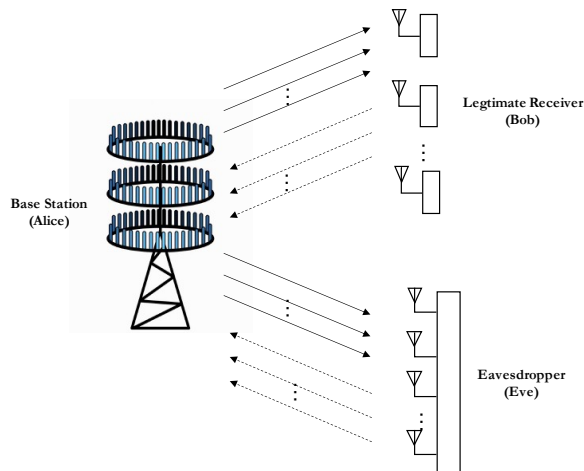 Legtimate Receiver
(Bob)
Base Station
(Alice)
Eavesdropper
(Eve)